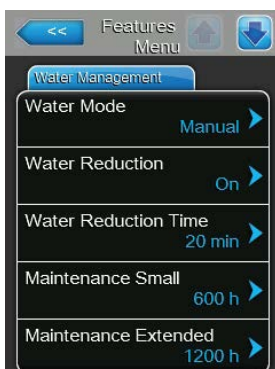 <<
Features
Menu
Water Management
Water Mode
Manual
Water Reduction
On
Water Reduction Time
20 min
Maintenance Small
600 h
Maintenance Extended
1200 h